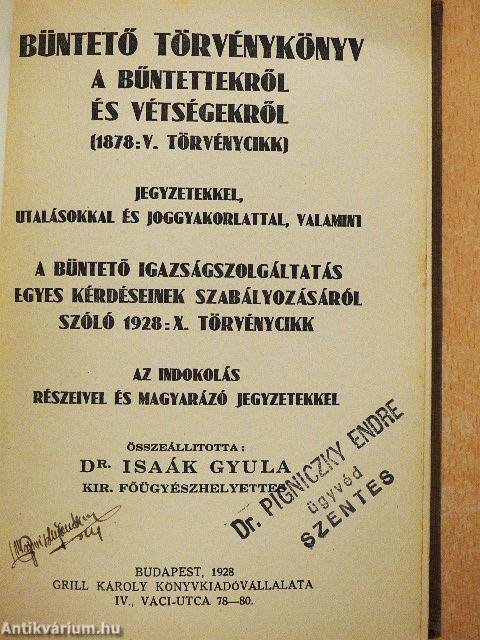 BÜNTETŐ TÖRVÉNYKÖNYV
A BŰNTETTEKRŐL
ÉS VÉTSÉGEKRŐL
(1878:V. TÖRVÉNYCIKK)
JEGYZETEKKEL,
UTALÁSOKKAL ÉS JOGGYAKORLATTAL, VALAMINT
A BÜNTETŐ IGAZSÁGSZOLGÁLTATÁS
EGYES KÉRDÉSEINEK SZABÁLYOZÁSÁRÓL
SZÓLÓ 1928:X. TÖRVÉNYCIKK
AZ INDOKOLÁS
RÉSZEIVEL ÉS MAGYARÁZÓ JEGYZETEKKEL
ÖSSZEÁLLITOTTA:
DR. ISAÁK GYULA
KIR. FŐÜGYÉSZHELYETTES
Dr. PIGNICZKY ENDRE
ügyvéd
SZENTES
BUDAPEST, 1928
GRILL KÁROLY KÖNYVKIADÓVÁLLALATA
IV., VÁCI-UTCA 78—80.
Antikvárium.hu